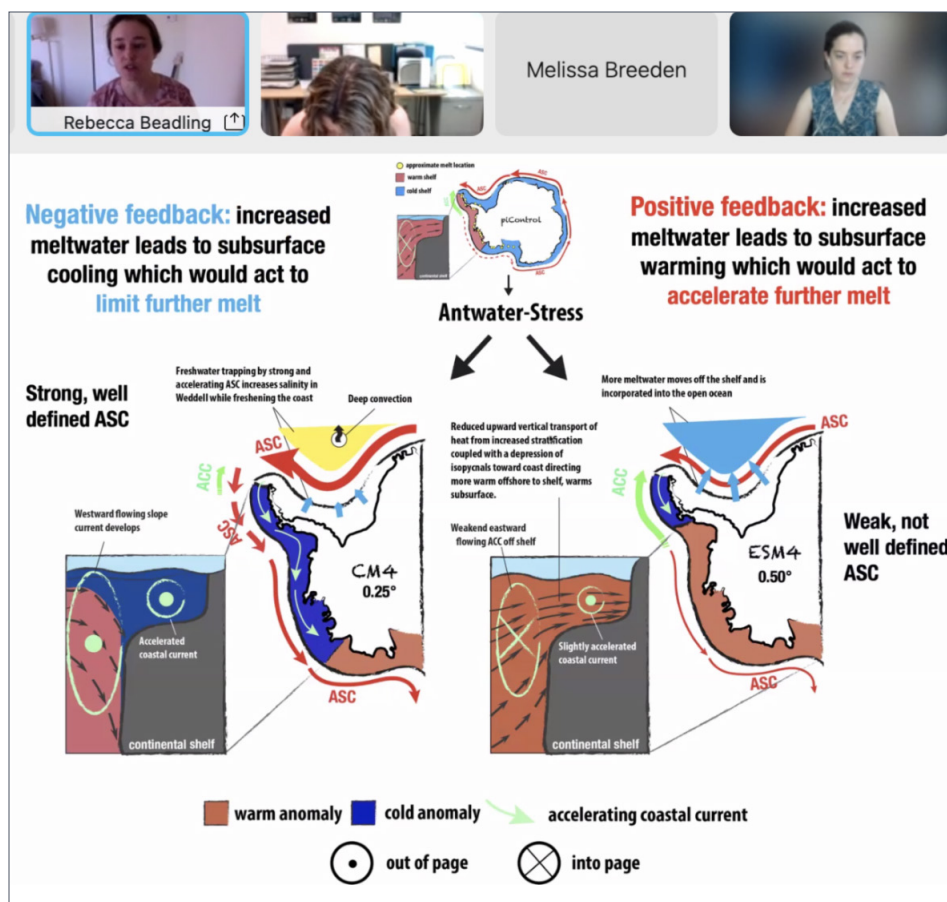 Rebecca Beadling
Melissa Breeden
approximate melt location
warm shelf
cold shelf
ASC
ASC
ASC
piControl
continental shelf
Negative feedback: increased
meltwater leads to subsurface
cooling which would act to
limit further melt
Positive feedback: increased
meltwater leads to subsurface
warming which would act to
accelerate further melt
Antwater-Stress
Strong, well
defined ASC
Freshwater trapping by strong and
accelerating ASC increases salinity in
Weddell while freshening the coast
Deep convection
ASC
ACC
ASC
Westward flowing slope
current develops
CM4
0.25°
Accelerated
coastal current
continental shelf
ASC
More meltwater moves off the shelf and is
incorporated into the open ocean
Reduced upward vertical transport of
heat from increased stratification
coupled with a depression of
isopycnals toward coast directing
more warm offshore to shelf, warms
subsurface.
Weakend eastward
flowing ACC off shelf
ASC
ACC
ESM4
0.50°
Weak, not
well defined
ASC
Slightly accelerated
coastal current
continental shelf
ASC
warm anomaly
cold anomaly
accelerating coastal current
out of page
into page